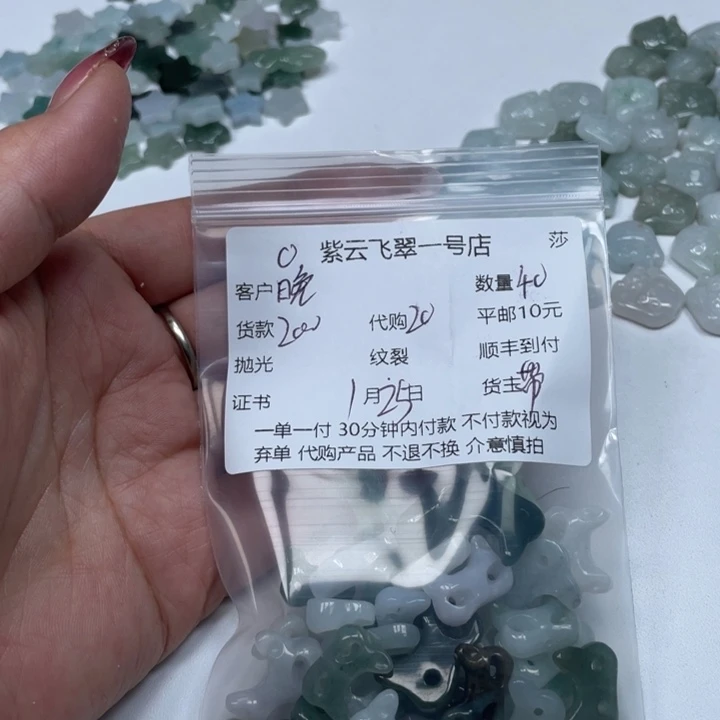 紫云飞翠一号店 莎
客户晚 数量40
货款2000 代购20 平邮10元
抛光 纹裂 顺丰到付
证书 1月25日 货主带
一单一付 30分钟内付款 不付款视为
弃单 代购产品 不退不换 介意慎拍